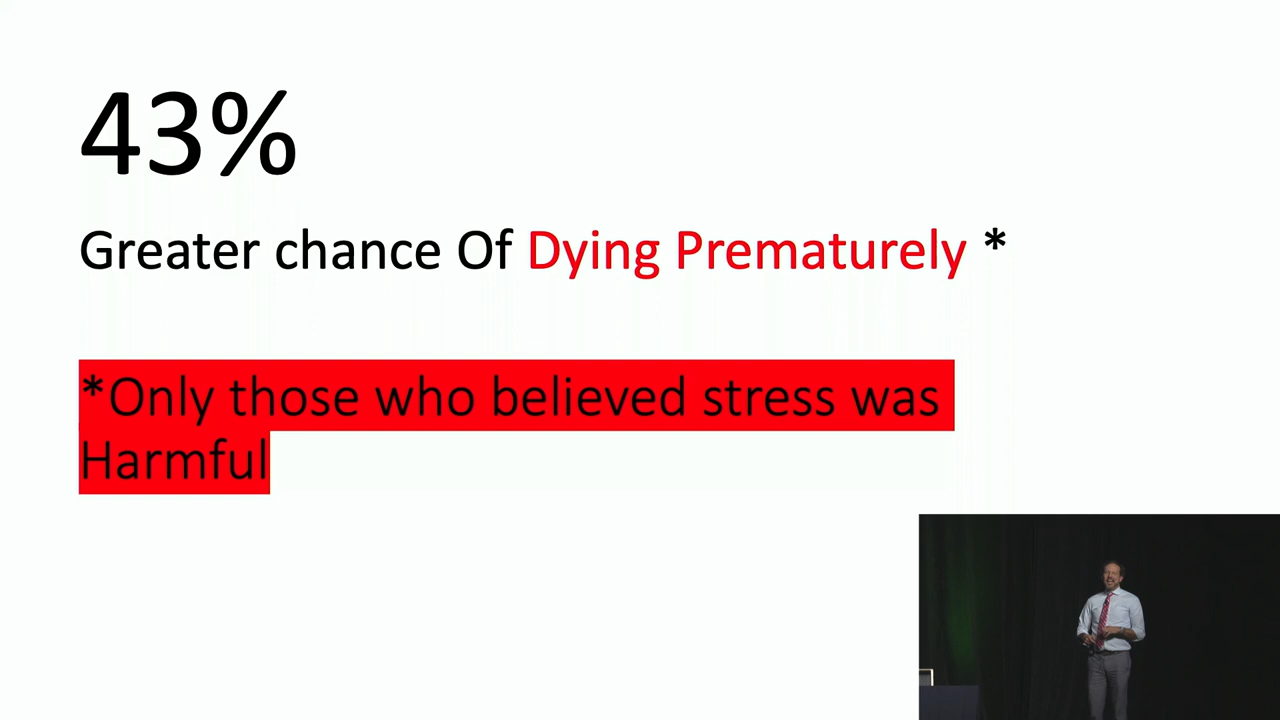 43%
Greater chance Of Dying Prematurely *
*Only those who believed stress was
Harmful